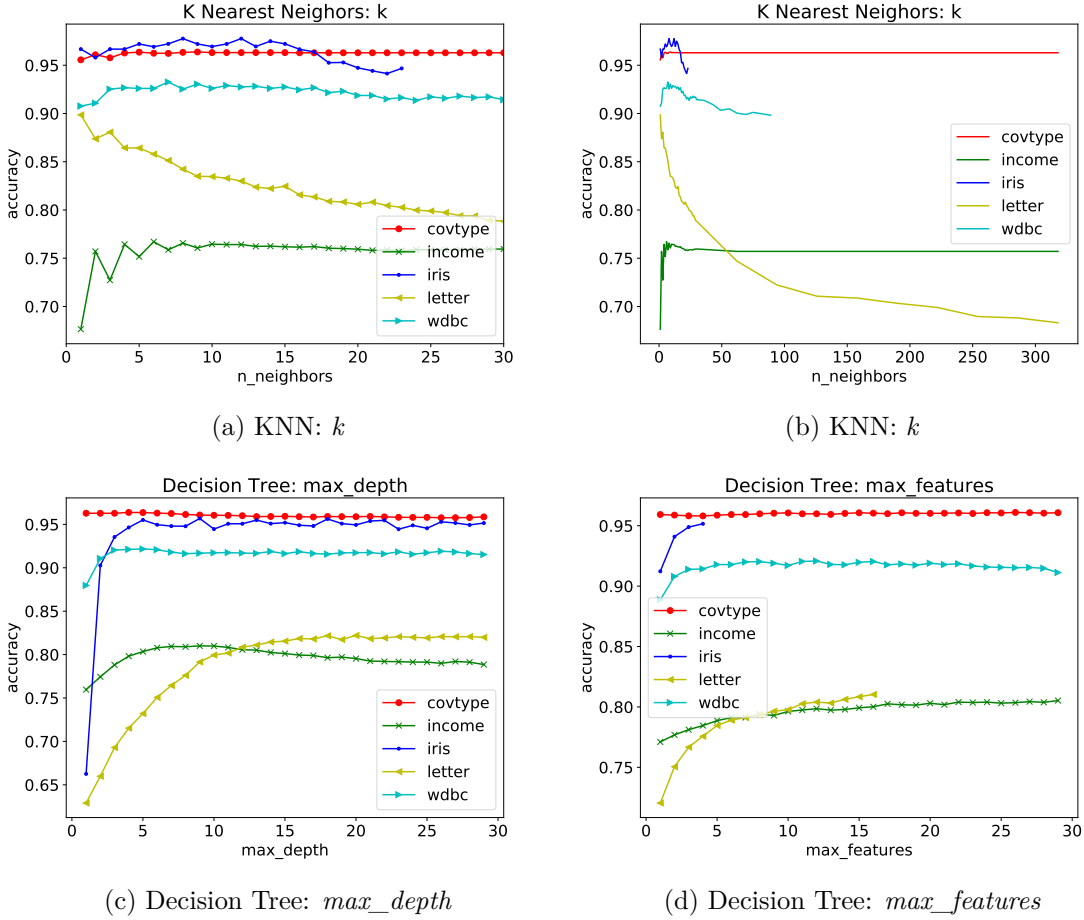 K Nearest Neighors: k
accuracy
0.95
0.90
0.85
0.80
0.75
0.70
0 5 10 15 20 25 30
n_neighbors
covtype
income
iris
letter
wdbc
(a) KNN: k
K Nearest Neighors: k
accuracy
0.95
0.90
0.85
0.80
0.75
0.70
0 50 100 150 200 250 300
n_neighbors
covtype
income
iris
letter
wdbc
(b) KNN: k
Decision Tree: max_depth
accuracy
0.95
0.90
0.85
0.80
0.75
0.70
0.65
0 5 10 15 20 25 30
max_depth
covtype
income
iris
letter
wdbc
(c) Decision Tree: max_depth
Decision Tree: max_features
accuracy
0.95
0.90
0.85
0.80
0.75
0 5 10 15 20 25 30
max_features
covtype
income
iris
letter
wdbc
(d) Decision Tree: max_features